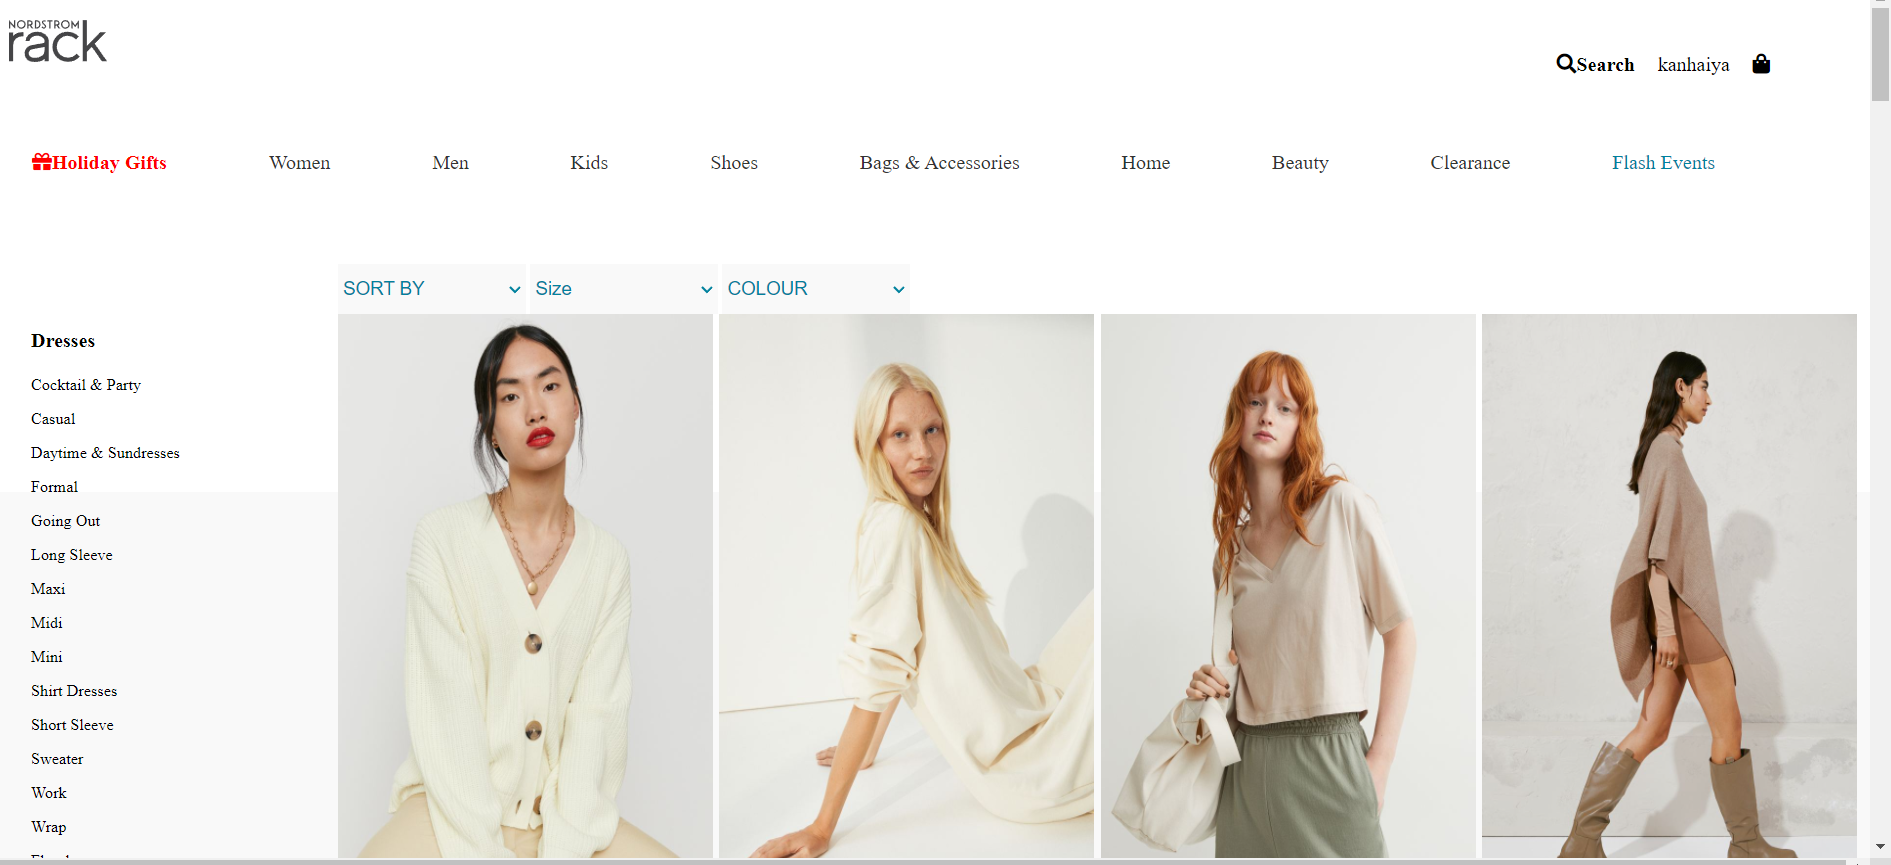 NORDSTROM
rack
Search kanhaiya
Holiday Gifts Women Men Kids Shoes Bags & Accessories Home Beauty Clearance Flash Events
SORT BY Size COLOUR
Dresses
Cocktail & Party
Casual
Daytime & Sundresses
Formal
Going Out
Long Sleeve
Maxi
Midi
Mini
Shirt Dresses
Short Sleeve
Sweater
Work
Wrap